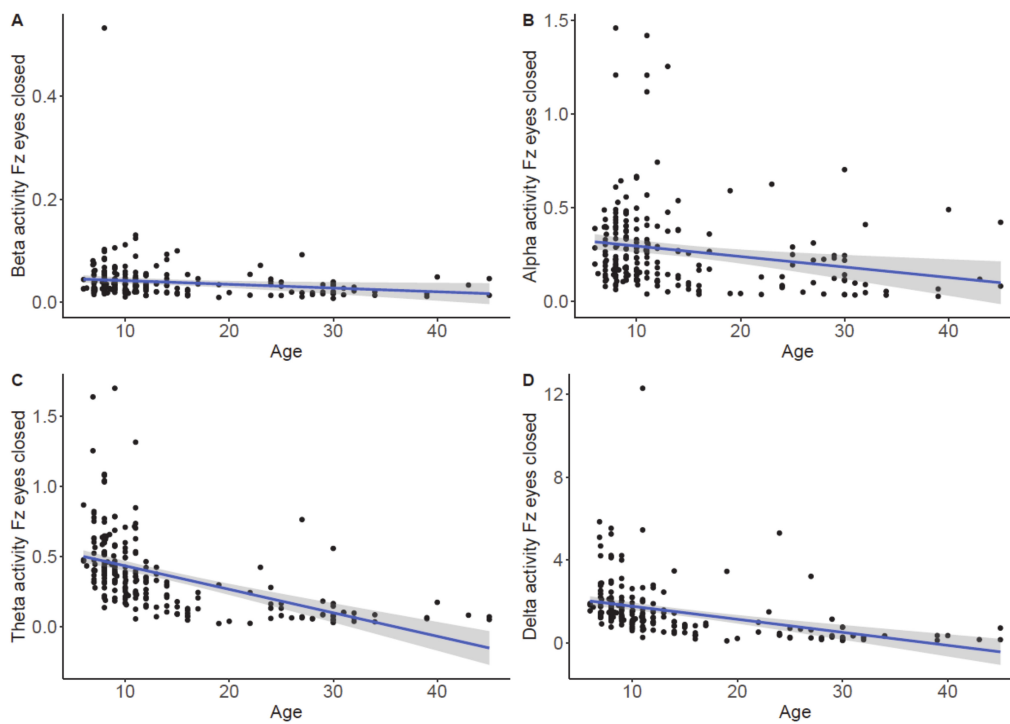 A
Beta activity Fz eyes closed
0.4
0.2
0.0
10 20 30 40
Age
B
Alpha activity Fz eyes closed
1.5
1.0
0.5
0.0
10 20 30 40
Age
C
Theta activity Fz eyes closed
1.5
1.0
0.5
0.0
10 20 30 40
Age
D
Delta activity Fz eyes closed
12
8
4
0
10 20 30 40
Age